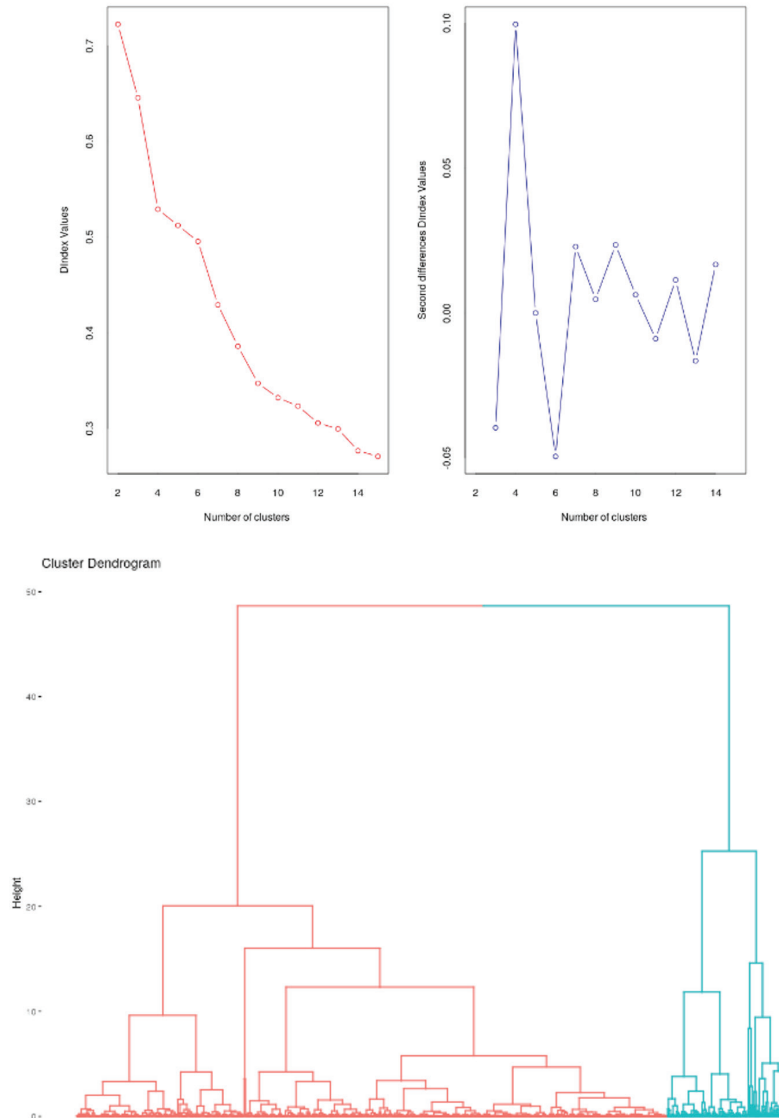 0.7
0.6
0.5
0.4
0.3
Dindex Values
2 4 6 8 10 12 14
Number of clusters
0.10
0.05
0.00
-0.05
Second differences Dindex Values
2 4 6 8 10 12 14
Number of clusters
Cluster Dendrogram
50
40
30
20
10
0
Height